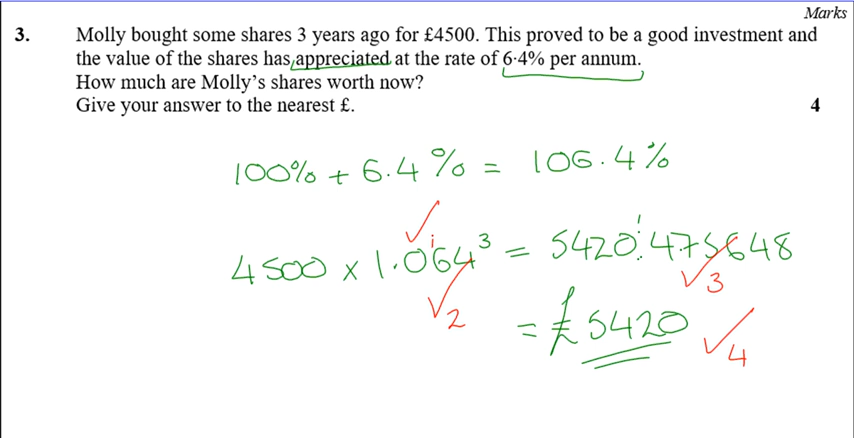 Marks
3. Molly bought some shares 3 years ago for £4500. This proved to be a good investment and
the value of the shares has appreciated at the rate of 6·4% per annum.
How much are Molly's shares worth now?
Give your answer to the nearest £. 4
100% + 6.4% = 106.4%
✓1
4500 × 1.064³ = 5420.475648
✓2 ✓3
= £5420 ✓4